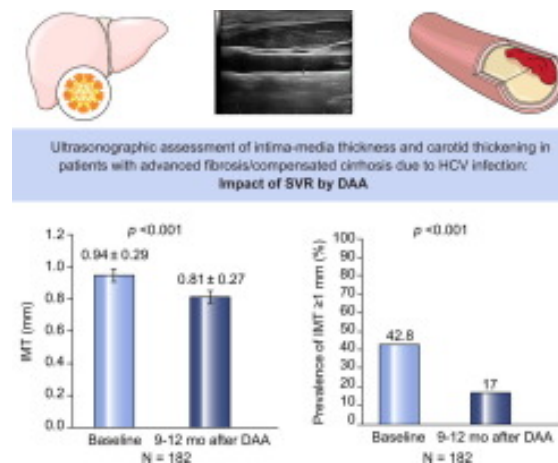 Ultrasonographic assessment of intima-media thickness and carotid thickening in
patients with advanced fibrosis/compensated cirrhosis due to HCV infection:
Impact of SVR by DAA
p <0.001
IMT (mm)
1.2
1.0
0.8
0.6
0.4
0.2
0.0
0.94 ± 0.29
0.81 ± 0.27
Baseline
9-12 mo after DAA
N = 182
p <0.001
Prevalence of IMT ≥1 mm (%)
100
90
80
70
60
50
40
30
20
10
0
42.8
17
Baseline
9-12 mo after DAA
N = 182